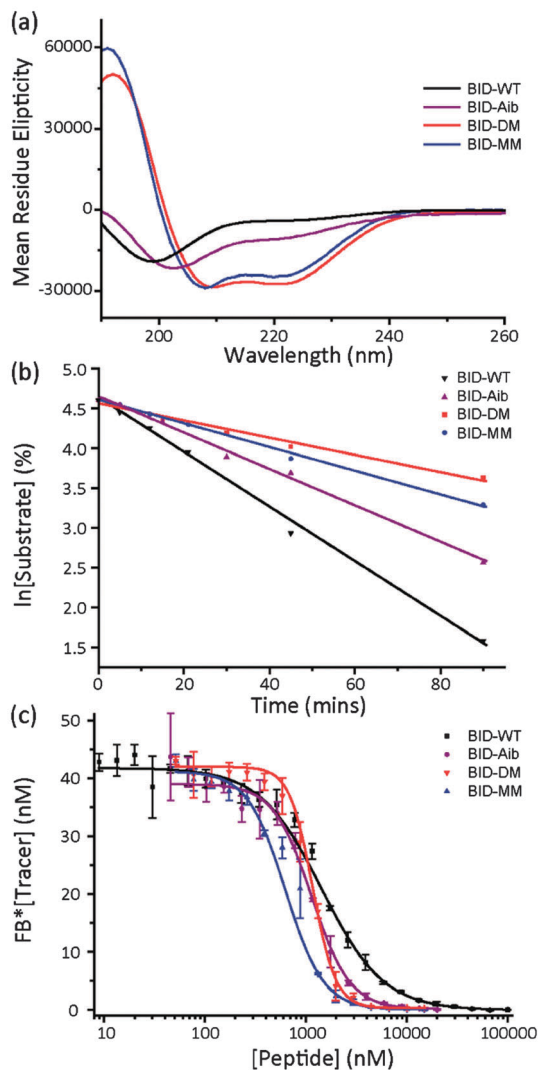 (a)
60000
30000
0
-30000
Mean Residue Elipticity
BID-WT
BID-Aib
BID-DM
BID-MM
200
220
240
260
Wavelength (nm)
(b)
5.0
4.5
4.0
3.5
3.0
2.5
2.0
1.5
ln[Substrate] (%)
BID-WT
BID-Aib
BID-DM
BID-MM
0
20
40
60
80
Time (mins)
(c)
50
40
30
20
10
0
FB*[Tracer] (nM)
BID-WT
BID-Aib
BID-DM
BID-MM
10
100
1000
10000
100000
[Peptide] (nM)